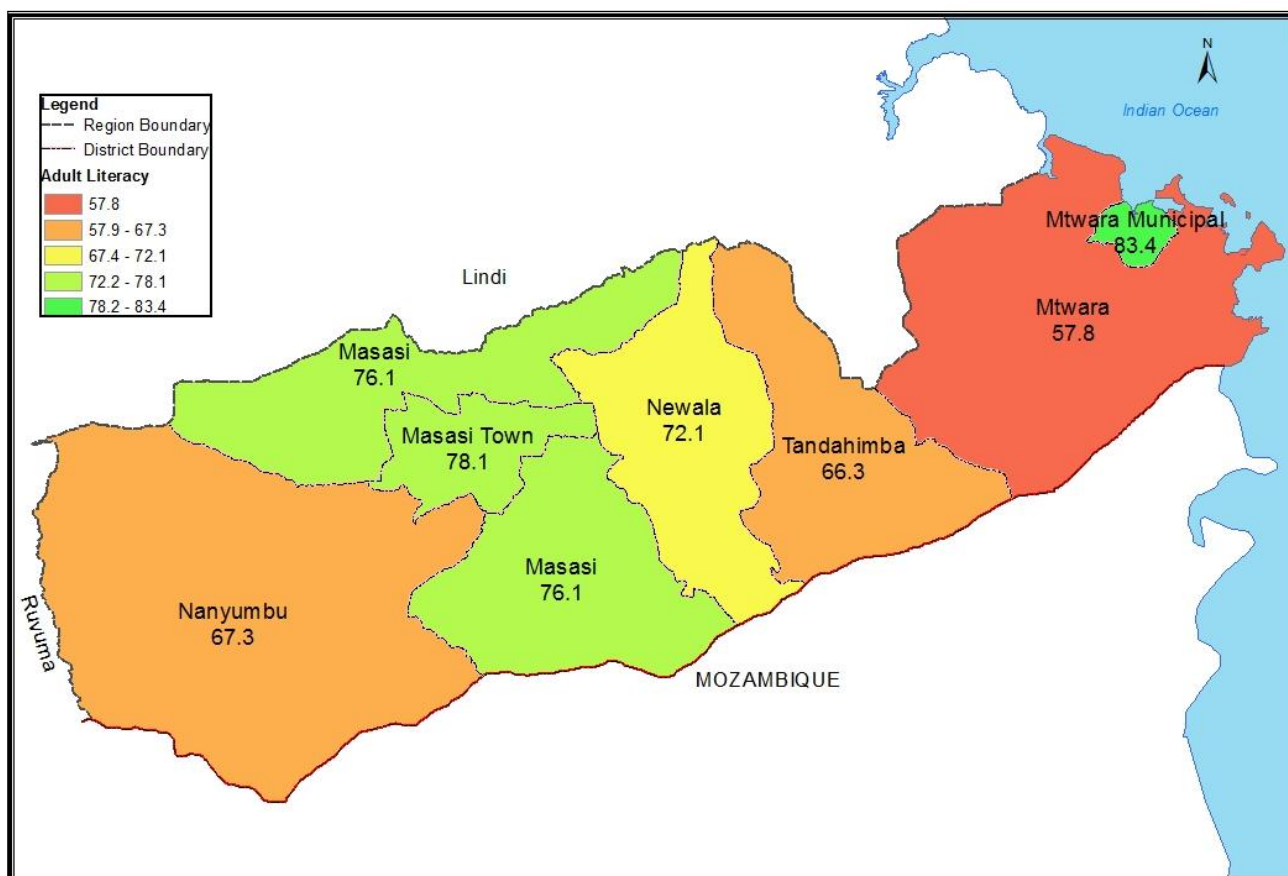 N
Indian Ocean
Legend
Region Boundary
District Boundary
Adult Literacy
57.8
57.9 - 67.3
67.4 - 72.1
72.2 - 78.1
78.2 - 83.4
Mtwara Municipal
83.4
Lindi
Mtwara
57.8
Masasi
76.1
Newala
72.1
Masasi Town
78.1
Tandahimba
66.3
Masasi
76.1
Nanyumbu
67.3
Ruvuma
MOZAMBIQUE